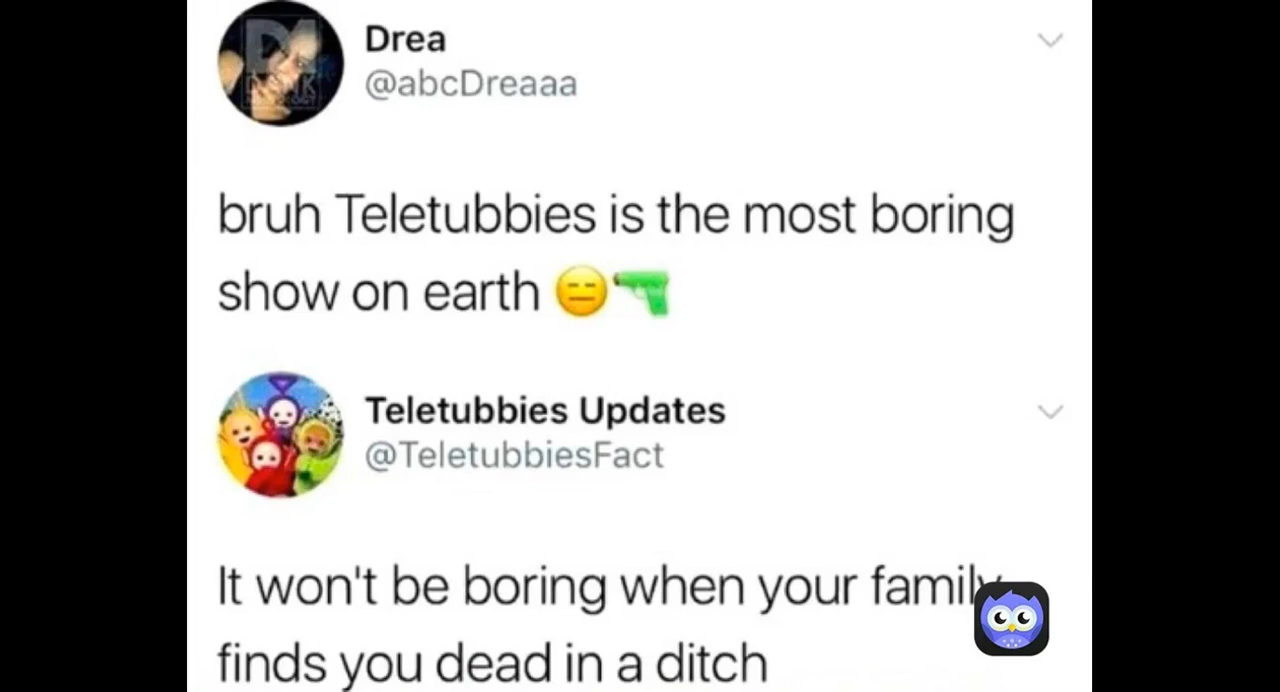 Drea
@abcDreaaa
bruh Teletubbies is the most boring
show on earth 😑🔫
Teletubbies Updates
@TeletubbiesFact
It won't be boring when your family
finds you dead in a ditch